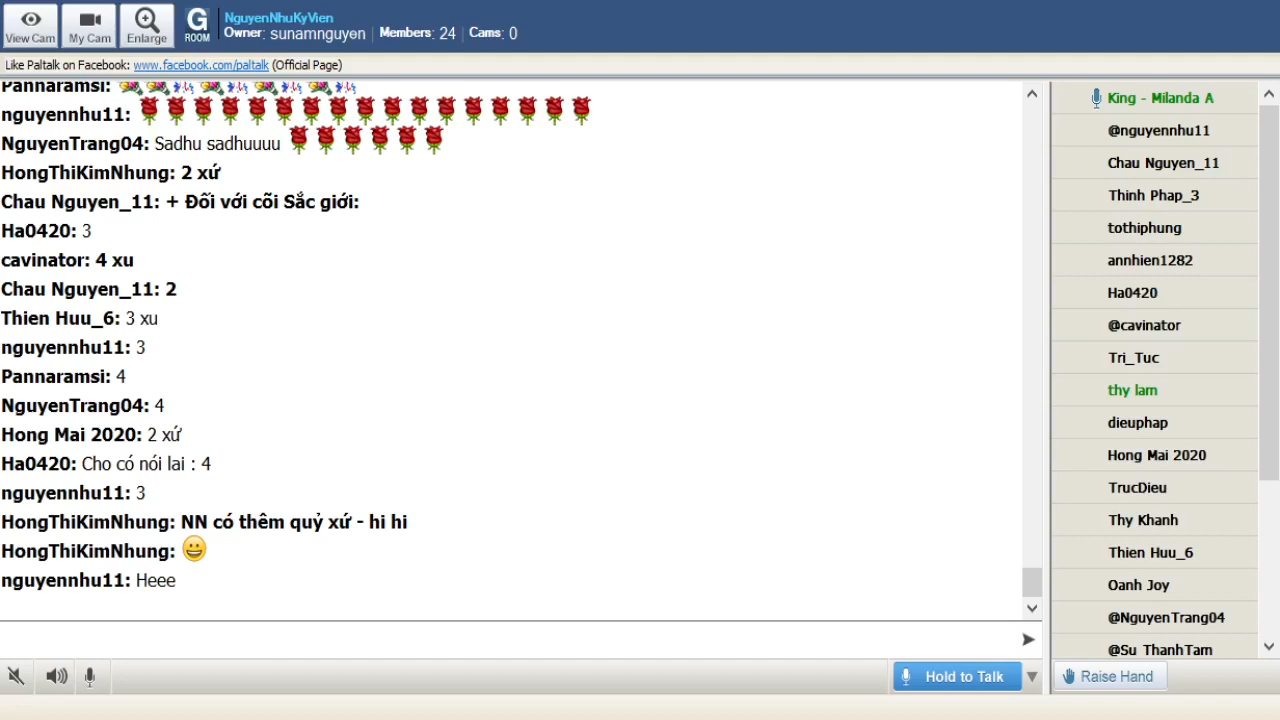 View Cam
My Cam
Enlarge
G
ROOM
NguyenNhuKyVien
Owner: sunamnguyen | Members: 24 | Cams: 0
Like Paltalk on Facebook: www.facebook.com/paltalk (Official Page)
Pannaramsi:
nguyennhu11:
NguyenTrang04: Sadhu sadhuuuu
HongThiKimNhung: 2 xứ
Chau Nguyen_11: + Đối với cõi Sắc giới:
Ha0420: 3
cavinator: 4 xu
Chau Nguyen_11: 2
Thien Huu_6: 3 xu
nguyennhu11: 3
Pannaramsi: 4
NguyenTrang04: 4
Hong Mai 2020: 2 xứ
Ha0420: Cho có nói lai : 4
nguyennhu11: 3
HongThiKimNhung: NN có thêm quỷ xứ - hi hi
HongThiKimNhung:
nguyennhu11: Heee
Hold to Talk
King - Milanda A
@nguyennhu11
Chau Nguyen_11
Thinh Phap_3
tothiphung
annhien1282
Ha0420
@cavinator
Tri_Tuc
thy lam
dieuphap
Hong Mai 2020
TrucDieu
Thy Khanh
Thien Huu_6
Oanh Joy
@NguyenTrang04
@Su ThanhTam
Raise Hand